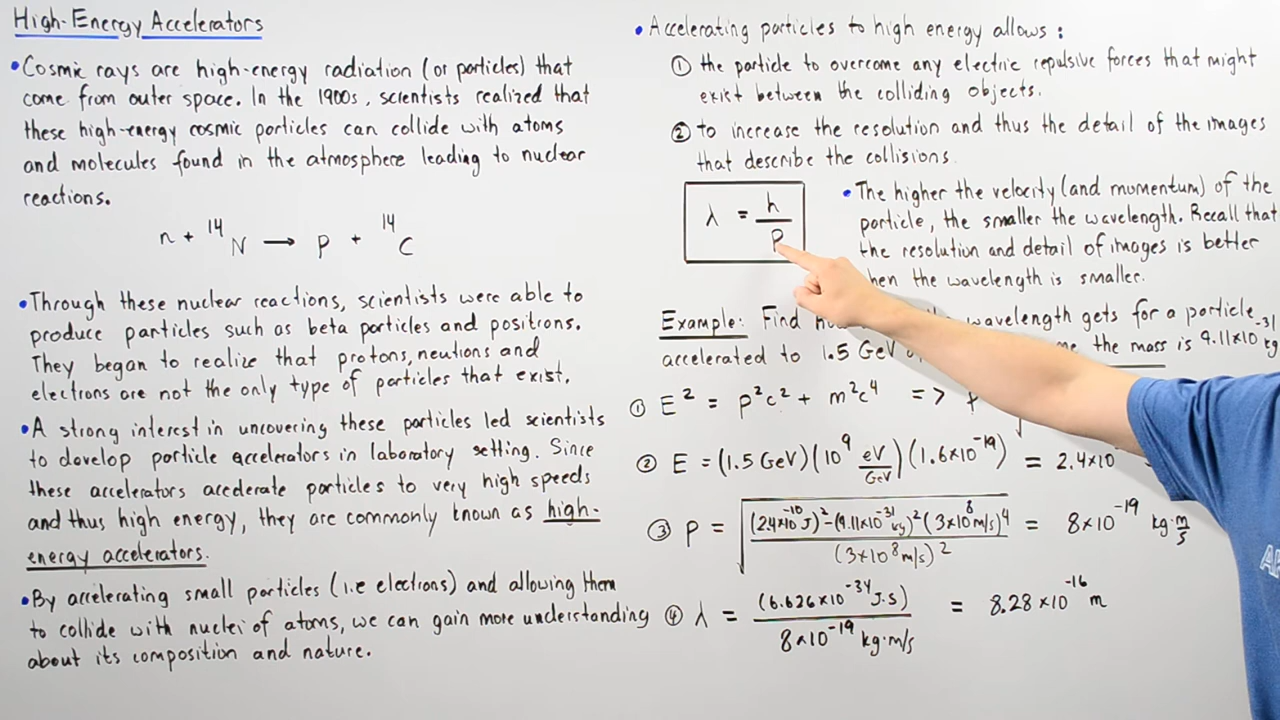 High-Energy Accelerators
• Cosmic rays are high-energy radiation (or particles) that
come from outer space. In the 1900s, scientists realized that
these high-energy cosmic particles can collide with atoms
and molecules found in the atmosphere leading to nuclear
reactions.
n + ¹⁴N → p + ¹⁴C
• Through these nuclear reactions, scientists were able to
produce particles such as beta particles and positrons.
They began to realize that protons, neutrons and
electrons are not the only type of particles that exist.
• A strong interest in uncovering these particles led scientists
to develop particle accelerators in laboratory setting. Since
these accelerators accelerate particles to very high speeds
and thus high energy, they are commonly known as high-
energy accelerators.
• By accelerating small particles (i.e electrons) and allowing them
to collide with nuclei of atoms, we can gain more understanding
about its composition and nature.
• Accelerating particles to high energy allows:
① the particle to overcome any electric repulsive forces that might
exist between the colliding objects.
② to increase the resolution and thus the detail of the images
that describe the collisions.
λ = h/p
• The higher the velocity (and momentum) of the
particle, the smaller the wavelength. Recall that
the resolution and detail of images is better
when the wavelength is smaller.
Example: Find wavelength gets for a particle
accelerated to 1.5 GeV the mass is 9.11×10⁻³¹ kg
① E² = p²c² + m²c⁴ =>
② E = (1.5 GeV)(10⁹ eV/GeV)(1.6×10⁻¹⁹) = 2.4×10
③ P = √((2.4×10⁻¹⁰J)²-(9.11×10⁻³¹kg)²(3×10⁸m/s)⁴/(3×10⁸m/s)²) = 8×10⁻¹⁹ kg·m/s
④ λ = (6.626×10⁻³⁴J·S)/8×10⁻¹⁹kg·m/s = 8.28×10⁻¹⁶ m